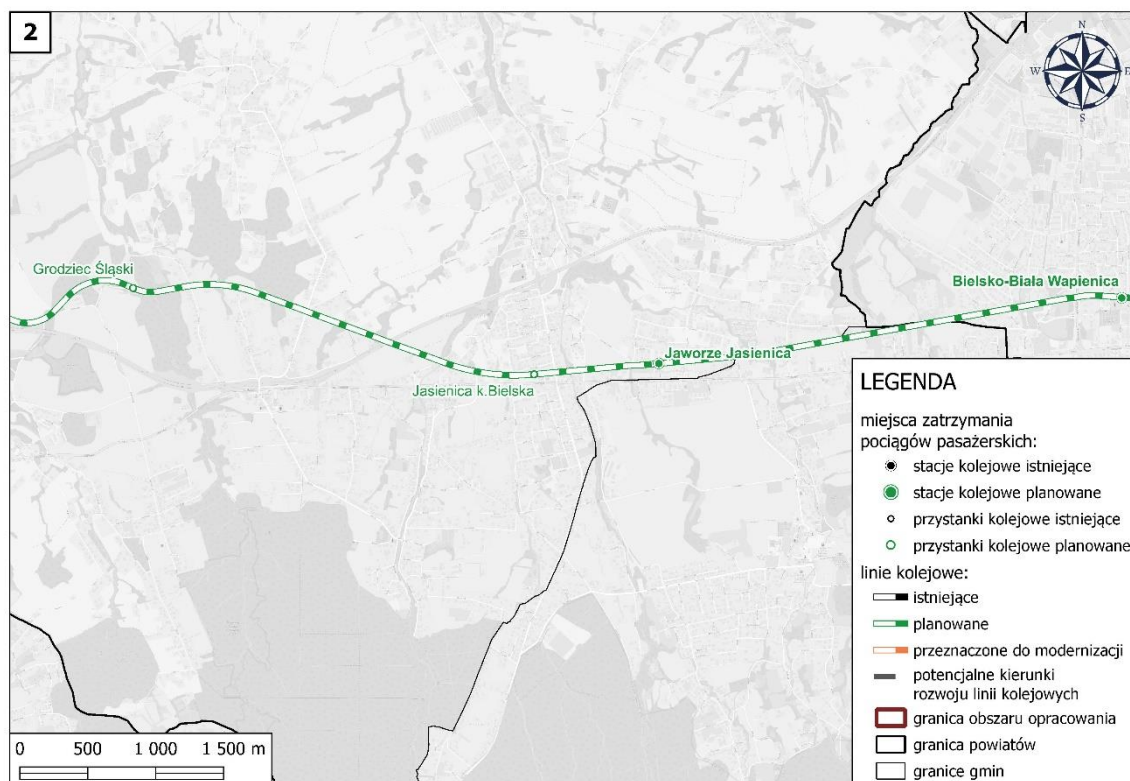 2
N
W
E
S
Grodziec Śląski
Bielsko-Biała Wapienica
Jaworze Jasienica
Jasienica k.Bielska
LEGENDA
miejsca zatrzymania
pociągów pasażerskich:
stacje kolejowe istniejące
stacje kolejowe planowane
przystanki kolejowe istniejące
przystanki kolejowe planowane
linie kolejowe:
istniejące
planowane
przeznaczone do modernizacji
potencjalne kierunki
rozwoju linii kolejowych
granica obszaru opracowania
granica powiatów
granice gmin
0 500 1 000 1 500 m